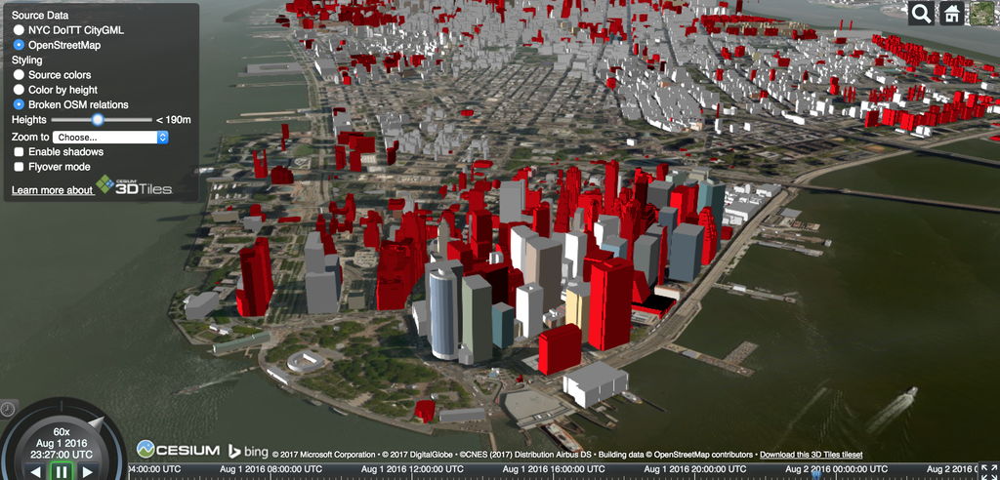 Source Data
NYC DoITT CityGML
OpenStreetMap
Styling
Source colors
Color by height
Broken OSM relations
Heights < 190m
Zoom to Choose...
Enable shadows
Flyover mode
Learn more about CESIUM 3DTiles
60x
Aug 1 2016
23:27:00 UTC
CESIUM bing © 2017 Microsoft Corporation • © 2017 DigitalGlobe • ©CNES (2017) Distribution Airbus DS • Building data © OpenStreetMap contributors • Download this 3D Tiles tileset
04:00:00 UTC Aug 1 2016 08:00:00 UTC Aug 1 2016 12:00:00 UTC Aug 1 2016 16:00:00 UTC Aug 1 2016 20:00:00 UTC Aug 2 2016 00:00:00 UTC Aug 2 2016 0